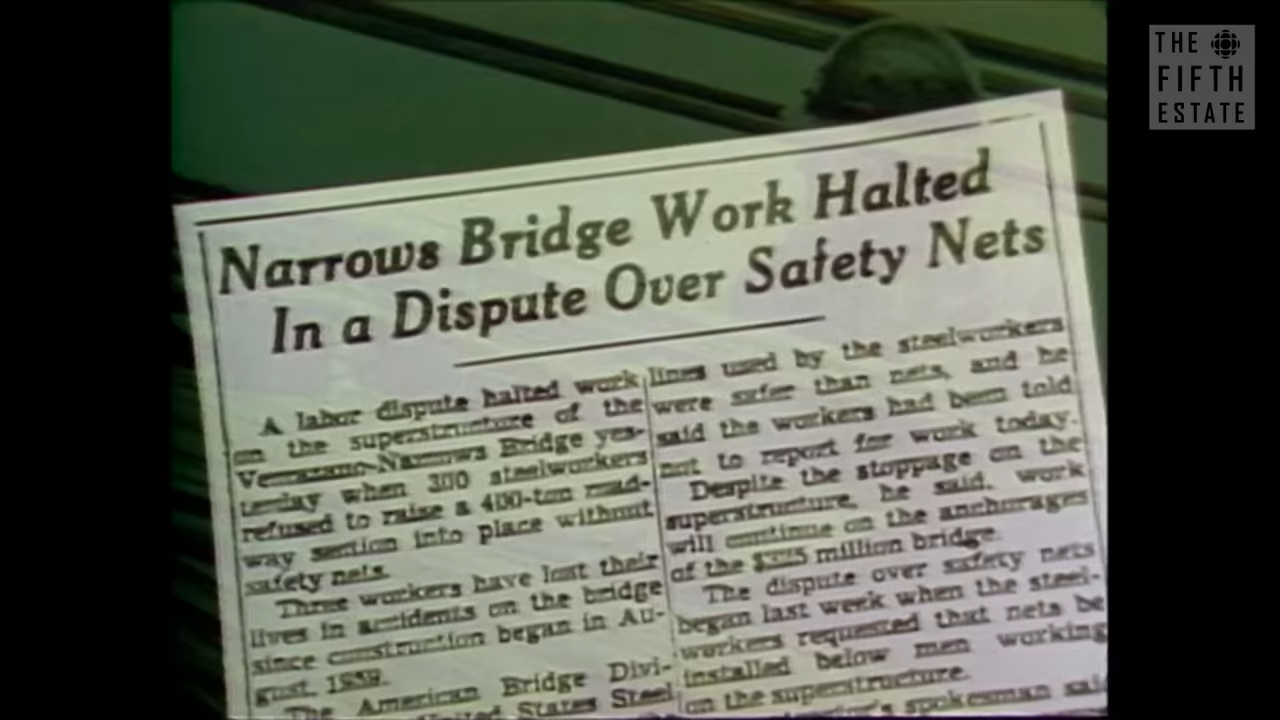 THE
FIFTH
ESTATE
Narrows Bridge Work Halted
In a Dispute Over Safety Nets
A labor dispute halted work
on the superstructure of the
Verrazano-Narrows Bridge yes-
terday when 300 steelworkers
refused to raise a 400-ton road-
way section into place without
safety nets.
Three workers have lost their
lives in accidents on the bridge
since construction began in Au-
gust, 1959.
The American Bridge Divi-
United States Steel
lines used by the steelworkers
were safer than nets, and he
said the workers had been told
not to report for work today.
Despite the stoppage on the
superstructure, he said, work
will continue on the anchorages
of the million bridge.
The dispute over safety nets
began last week when the steel-
workers requested that nets be
installed below men working
on the superstructure.
spokesman said